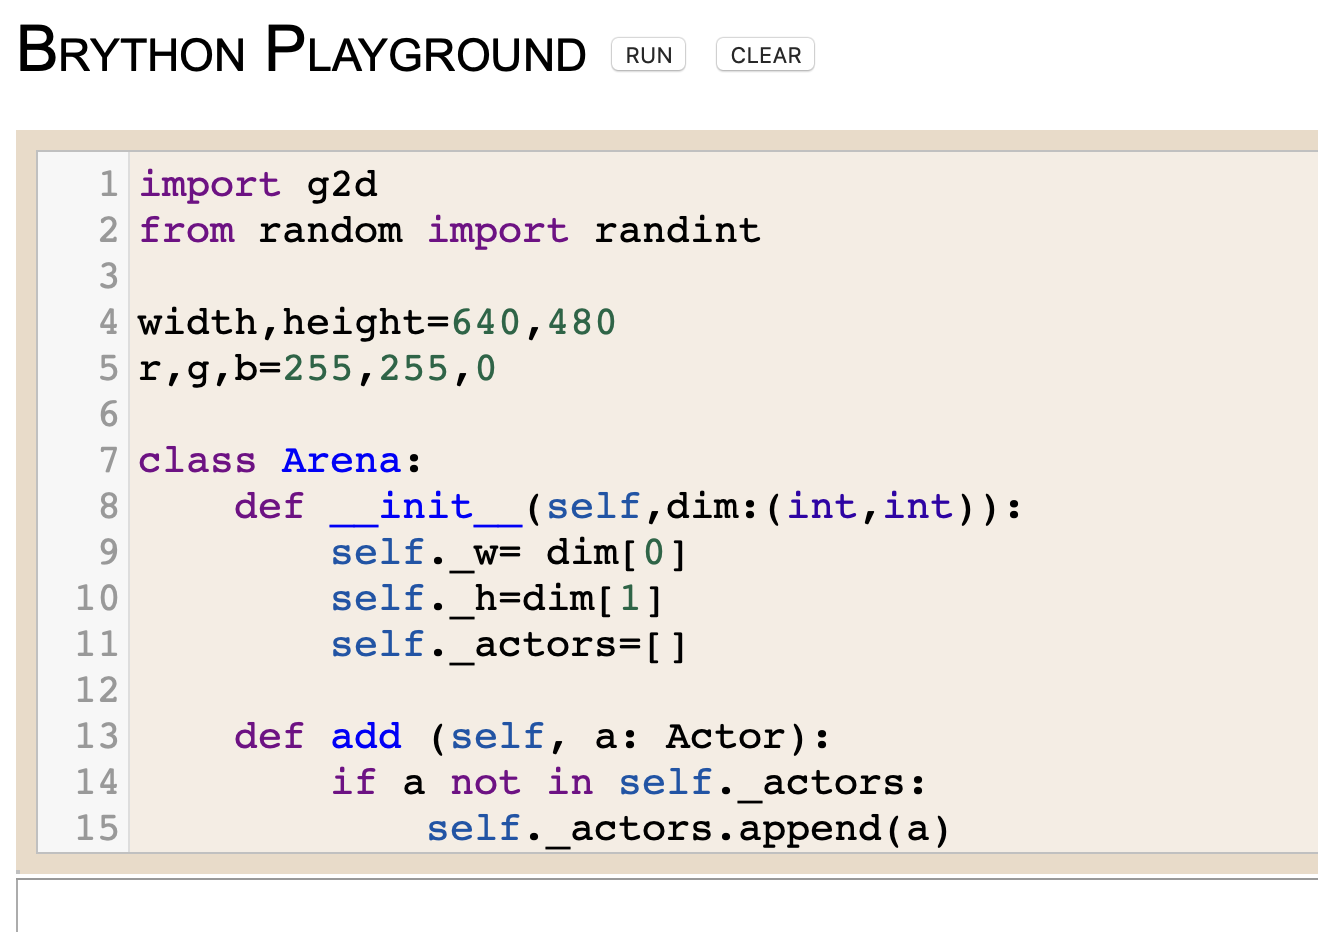 BRYTHON PLAYGROUND RUN CLEAR
1 import g2d
2 from random import randint
3
4 width,height=640,480
5 r,g,b=255,255,0
6
7 class Arena:
8     def __init__(self,dim:(int,int)):
9         self._w= dim[0]
10         self._h=dim[1]
11         self._actors=[]
12
13     def add (self, a: Actor):
14         if a not in self._actors:
15             self._actors.append(a)